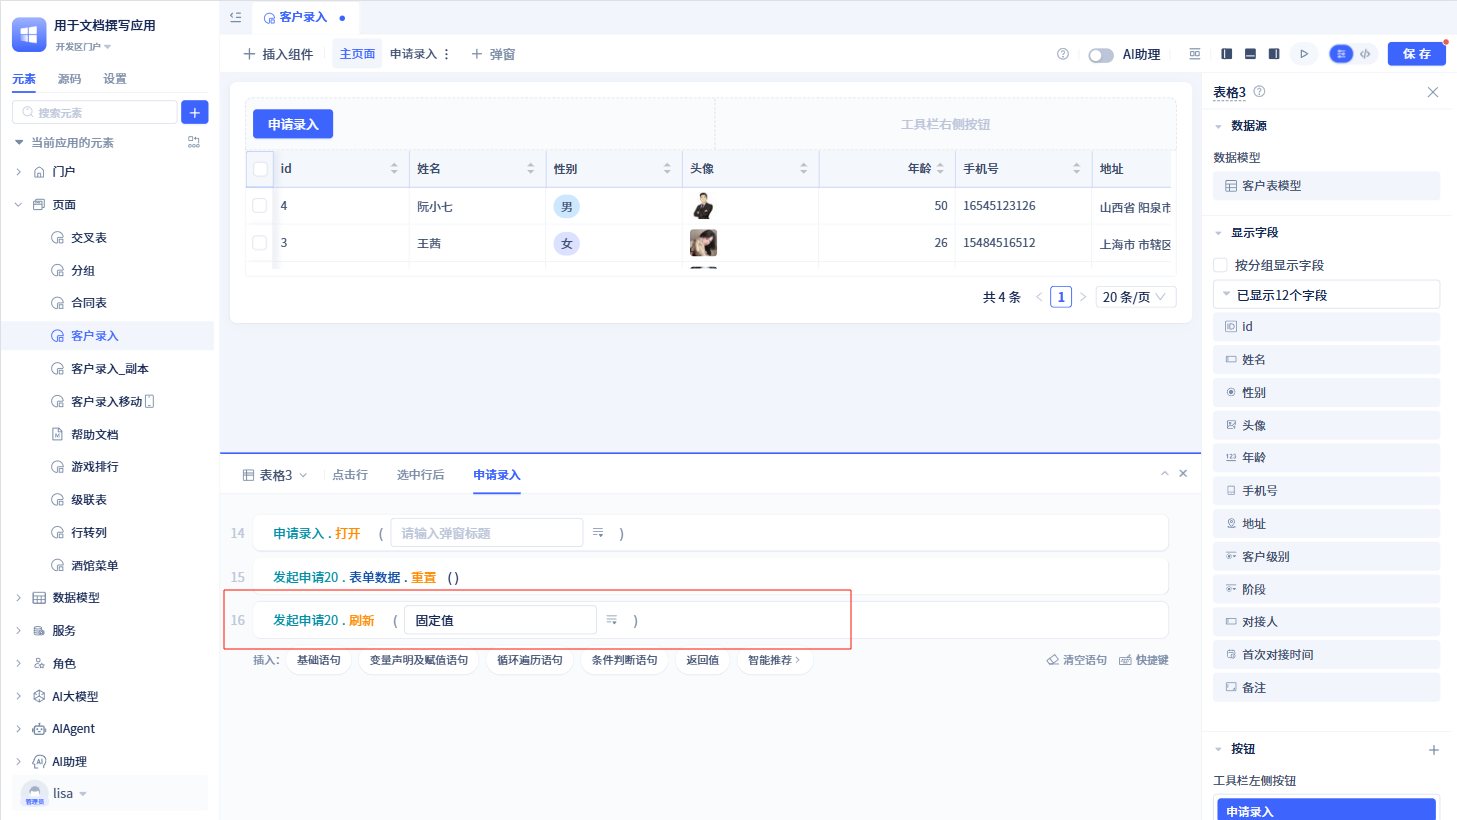 用于文档撰写应用
开发区门户
元素 源码 设置
搜索元素
当前应用的元素
门户
页面
交叉表
分组
合同表
客户录入
客户录入_副本
客户录入移动
帮助文档
游戏排行
级联表
行转列
酒馆菜单
数据模型
服务
角色
AI大模型
AIAgent
AI助理
管理员
lisa
客户录入
插入组件 主页面 申请录入 弹窗
AI助理
保存
申请录入
工具栏右侧按钮
id 姓名 性别 头像 年龄 手机号 地址
4 阮小七 男 50 16545123126 山西省 阳泉市
3 王茜 女 26 15484516512 上海市 市辖区
共 4 条 1 20 条/页
表格3 点击行 选中行后 申请录入
14 申请录入 . 打开 ( 请输入弹窗标题 )
15 发起申请20 . 表单数据 . 重置 ( )
16 发起申请20 . 刷新 ( 固定值 )
插入: 基础语句 变量声明及赋值语句 循环遍历语句 条件判断语句 返回值 智能推荐
清空语句 快捷键
表格3
数据源
数据模型
客户表模型
显示字段
按分组显示字段
已显示12个字段
id
姓名
性别
头像
年龄
手机号
地址
客户级别
阶段
对接人
首次对接时间
备注
按钮
工具栏左侧按钮
申请录入